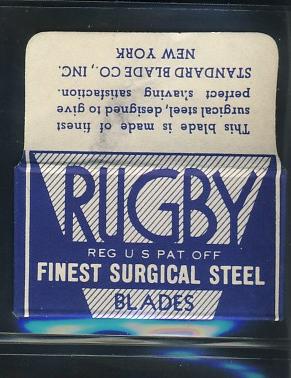 This blade is made of finest
surgical steel, designed to give
perfect shaving satisfaction.
STANDARD BLADE CO., INC.
NEW YORK
RUGBY
REG U S PAT. OFF
FINEST SURGICAL STEEL
BLADES